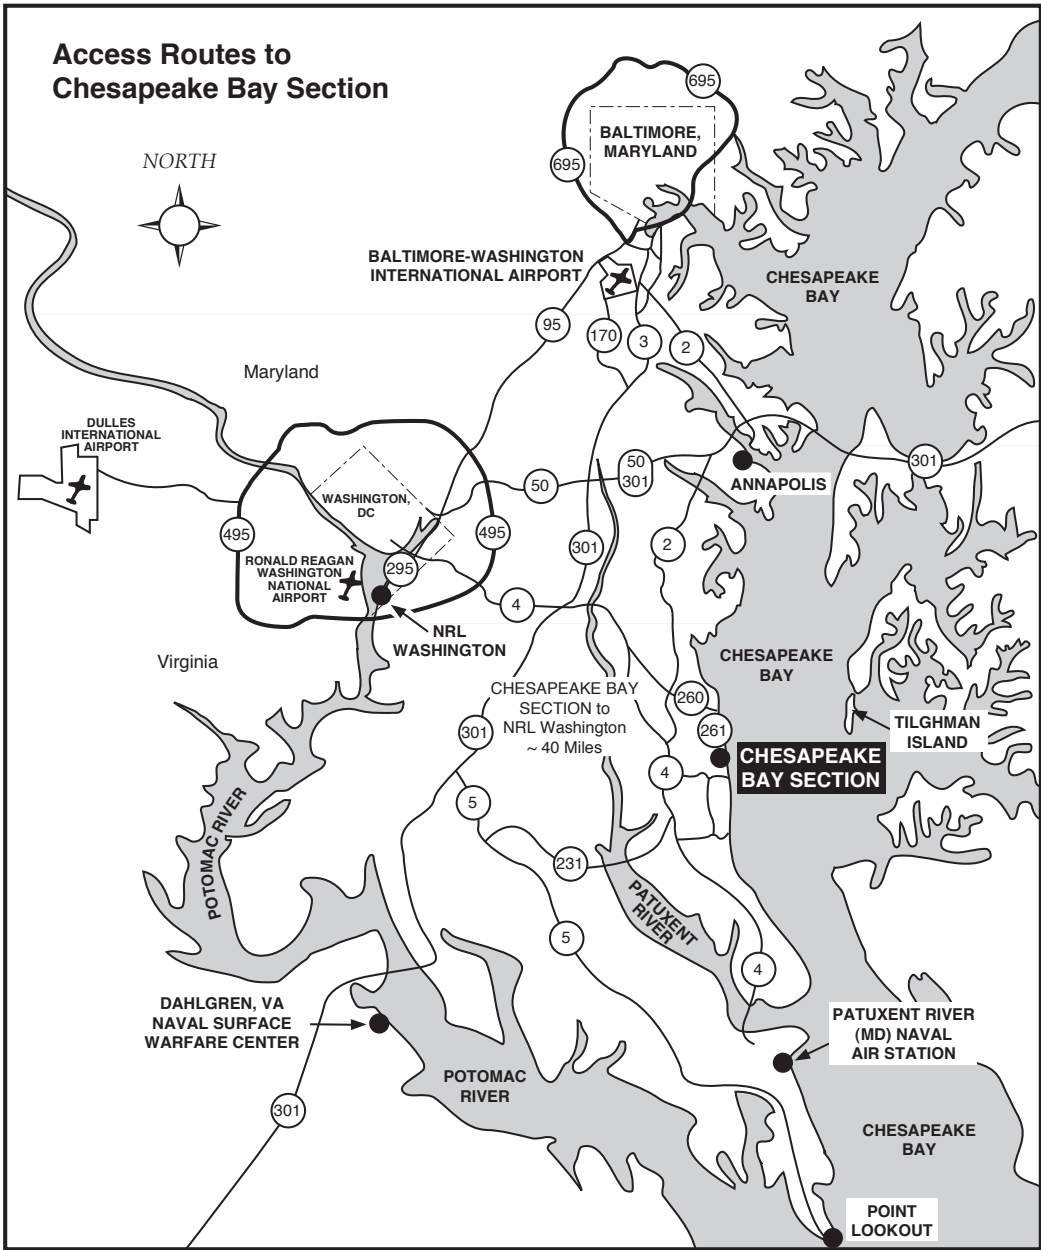 Access Routes to
Chesapeake Bay Section
NORTH
695
BALTIMORE,
MARYLAND
695
BALTIMORE-WASHINGTON
INTERNATIONAL AIRPORT
CHESAPEAKE
BAY
95
170
3
2
Maryland
DULLES
INTERNATIONAL
AIRPORT
50
301
301
ANNAPOLIS
50
WASHINGTON,
DC
495
495
301
2
RONALD REAGAN
WASHINGTON
NATIONAL
AIRPORT
295
4
NRL
WASHINGTON
Virginia
CHESAPEAKE
BAY
CHESAPEAKE BAY
SECTION to
NRL Washington
~ 40 Miles
260
261
TILGHMAN
ISLAND
301
CHESAPEAKE
BAY SECTION
4
5
POTOMAC RIVER
231
PATUXENT
RIVER
5
4
DAHLGREN, VA
NAVAL SURFACE
WARFARE CENTER
PATUXENT RIVER
(MD) NAVAL
AIR STATION
POTOMAC
RIVER
301
CHESAPEAKE
BAY
POINT
LOOKOUT